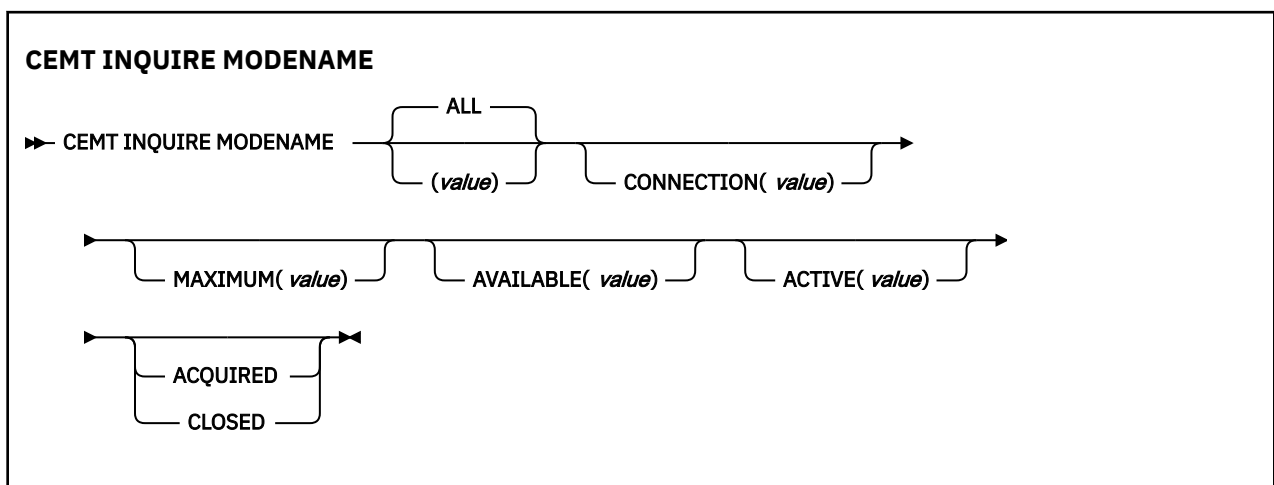 CEMT INQUIRE MODENAME
ALL
CEMT INQUIRE MODENAME
(value) CONNECTION( value)
MAXIMUM( value) AVAILABLE( value) ACTIVE( value)
ACQUIRED
CLOSED